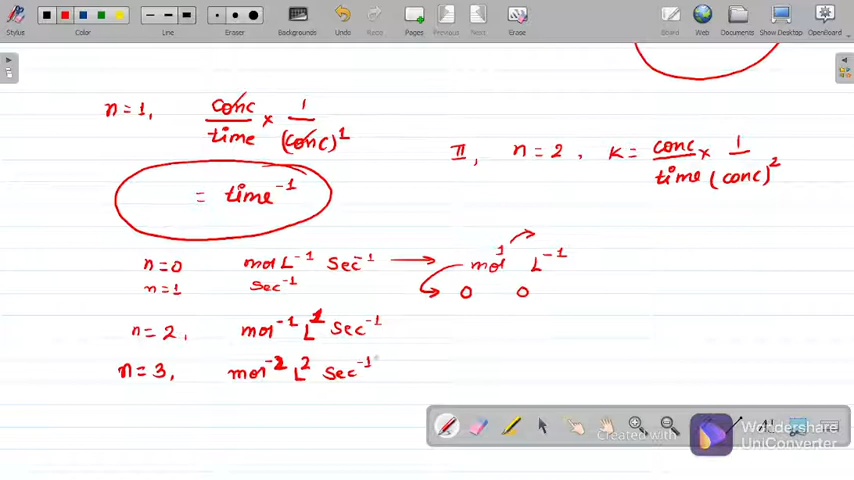 Stylus Color Line Eraser Backgrounds Undo Redo Pages Previous Next Erase Board Web Documents Show Desktop OpenBoard
n = 1, conc/time × 1/(conc)^1
= time^-1
II, n = 2, K = conc/time × 1/(conc)^2
n = 0 mol L^-1 Sec^-1 → mol^1 L^-1
n = 1 Sec^-1 0 0
n = 2, mol^-1 L^1 Sec^-1
n = 3, mol^-2 L^2 Sec^-1
Created with
Wondershare
UniConverter